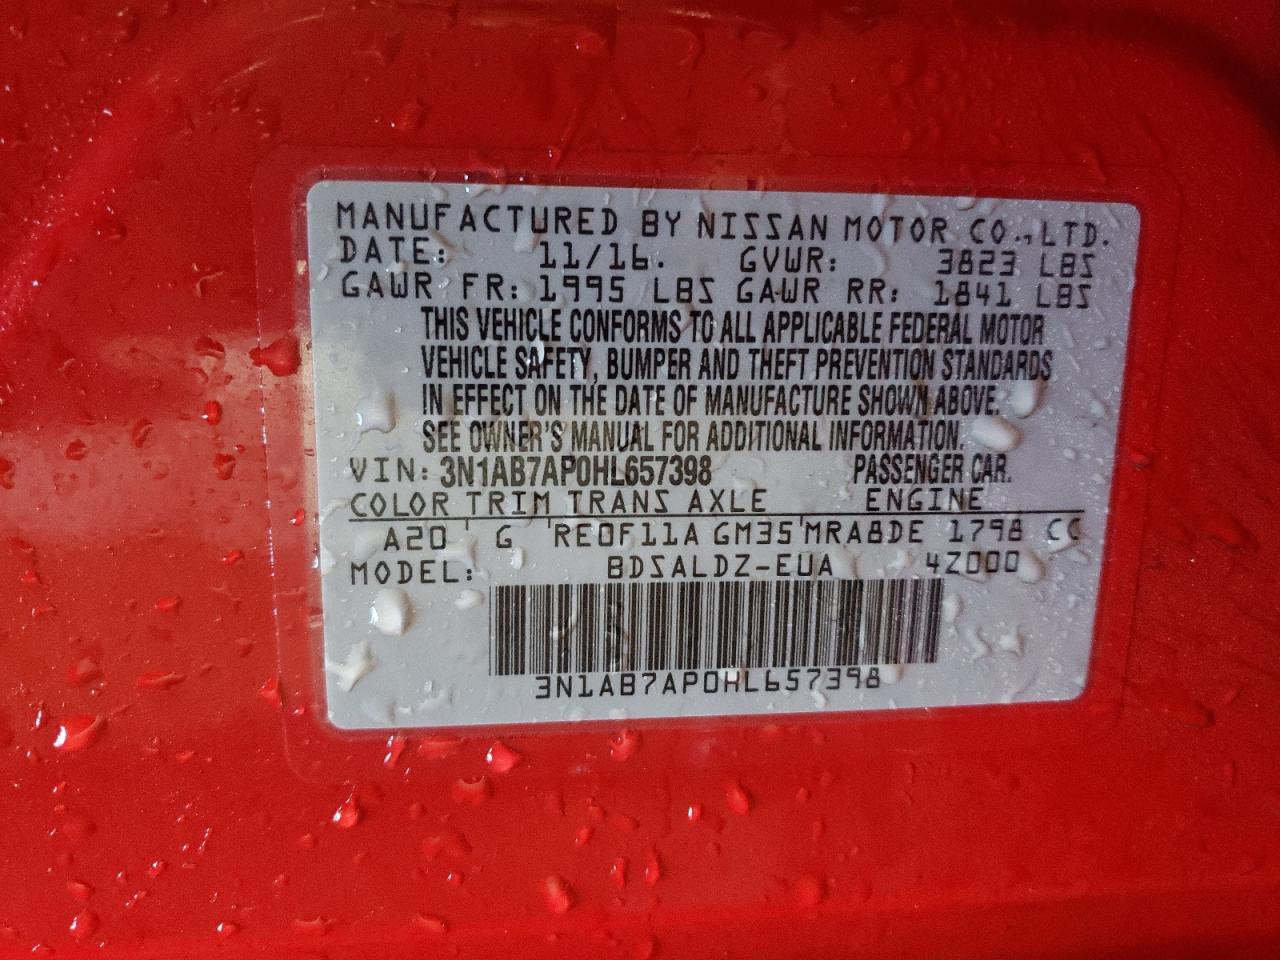 MANUFACTURED BY NISSAN MOTOR CO.,LTD.
DATE: 11/16. GVWR: 3823 LBS
GAWR FR: 1995 LBS GAWR RR: 1841 LBS
THIS VEHICLE CONFORMS TO ALL APPLICABLE FEDERAL MOTOR
VEHICLE SAFETY, BUMPER AND THEFT PREVENTION STANDARDS
IN EFFECT ON THE DATE OF MANUFACTURE SHOWN ABOVE.
SEE OWNER'S MANUAL FOR ADDITIONAL INFORMATION.
VIN: 3N1AB7AP0HL657398 PASSENGER CAR.
COLOR TRIM TRANS AXLE ENGINE
A20 G RE0F11A GM35 MRA8DE 1798 CC
MODEL: BDSALDZ-EUA 4Z000
3N1AB7AP0HL657398